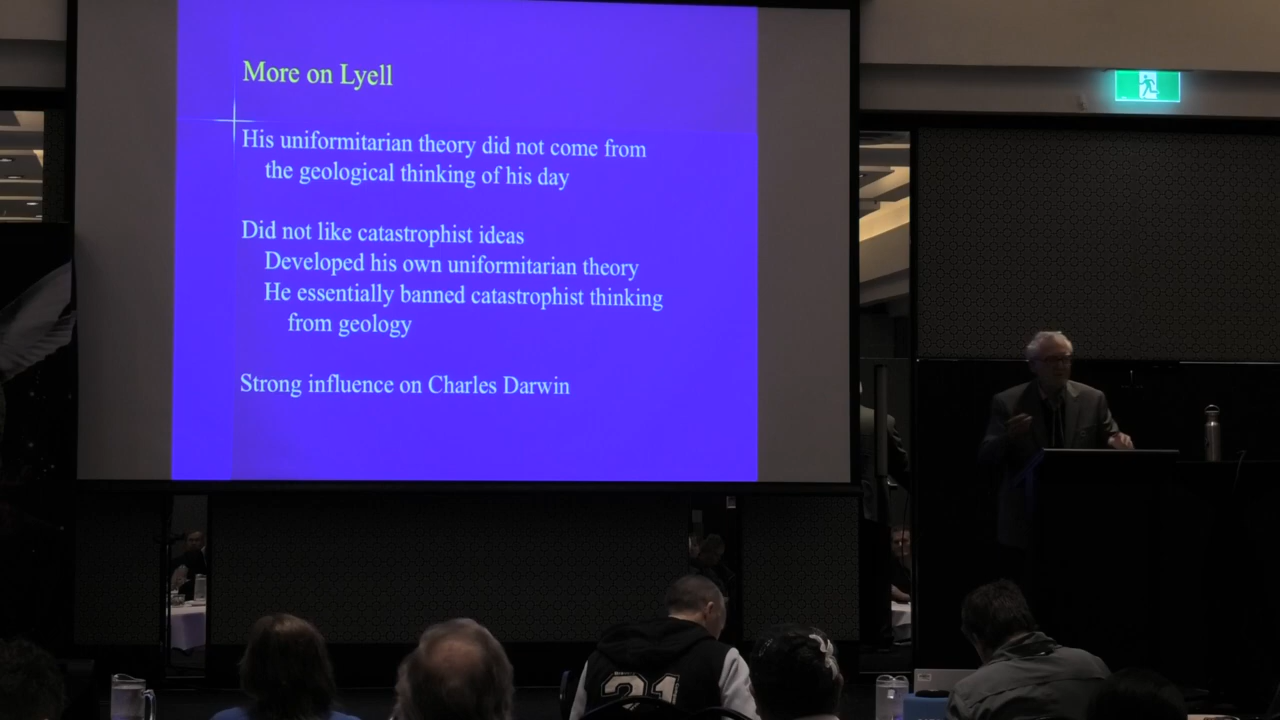 More on Lyell
His uniformitarian theory did not come from
the geological thinking of his day
Did not like catastrophist ideas
Developed his own uniformitarian theory
He essentially banned catastrophist thinking
from geology
Strong influence on Charles Darwin
21